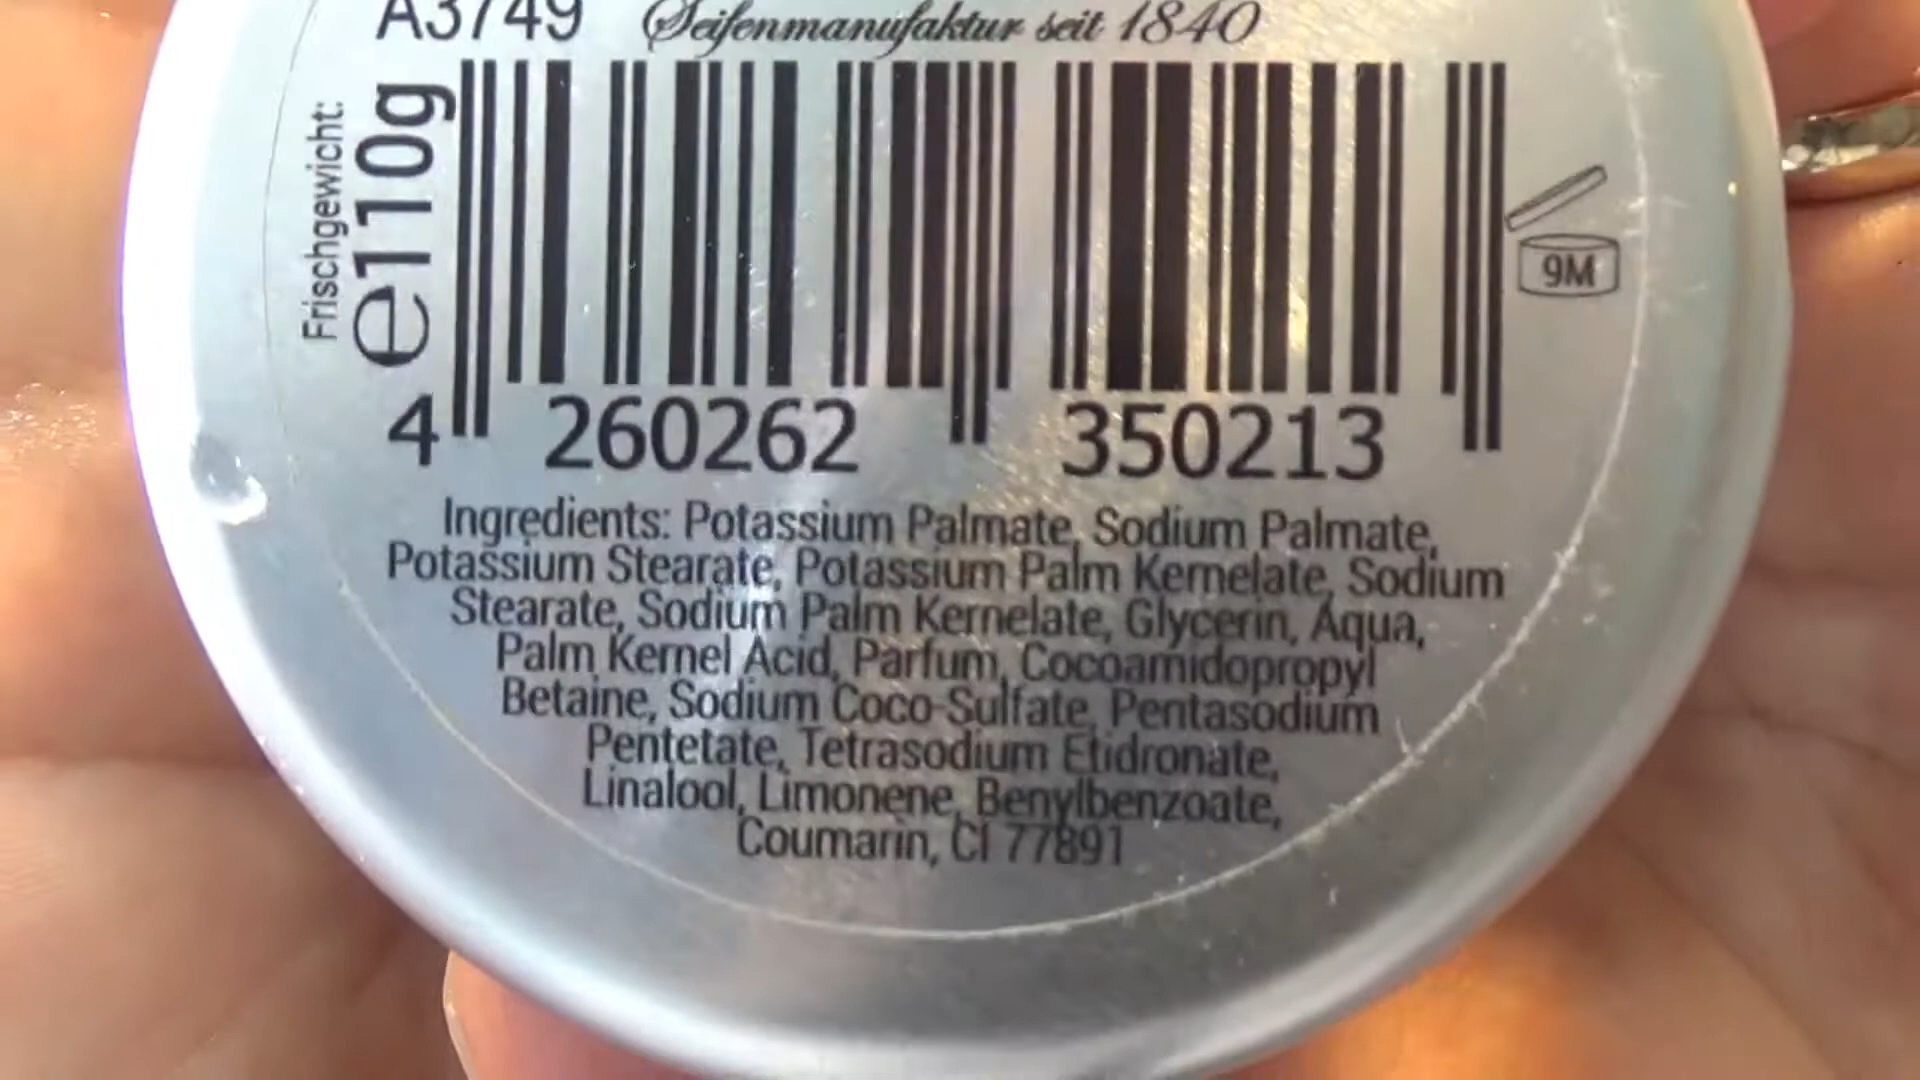 A3749 Seifenmanufaktur seit 1840
Frischgewicht:
e110g
9M
4 260262 350213
Ingredients: Potassium Palmate, Sodium Palmate,
Potassium Stearate, Potassium Palm Kernelate, Sodium
Stearate, Sodium Palm Kernelate, Glycerin, Aqua,
Palm Kernel Acid, Parfum, Cocoamidopropyl
Betaine, Sodium Coco-Sulfate, Pentasodium
Pentetate, Tetrasodium Etidronate,
Linalool, Limonene, Benylbenzoate,
Coumarin, CI 77891